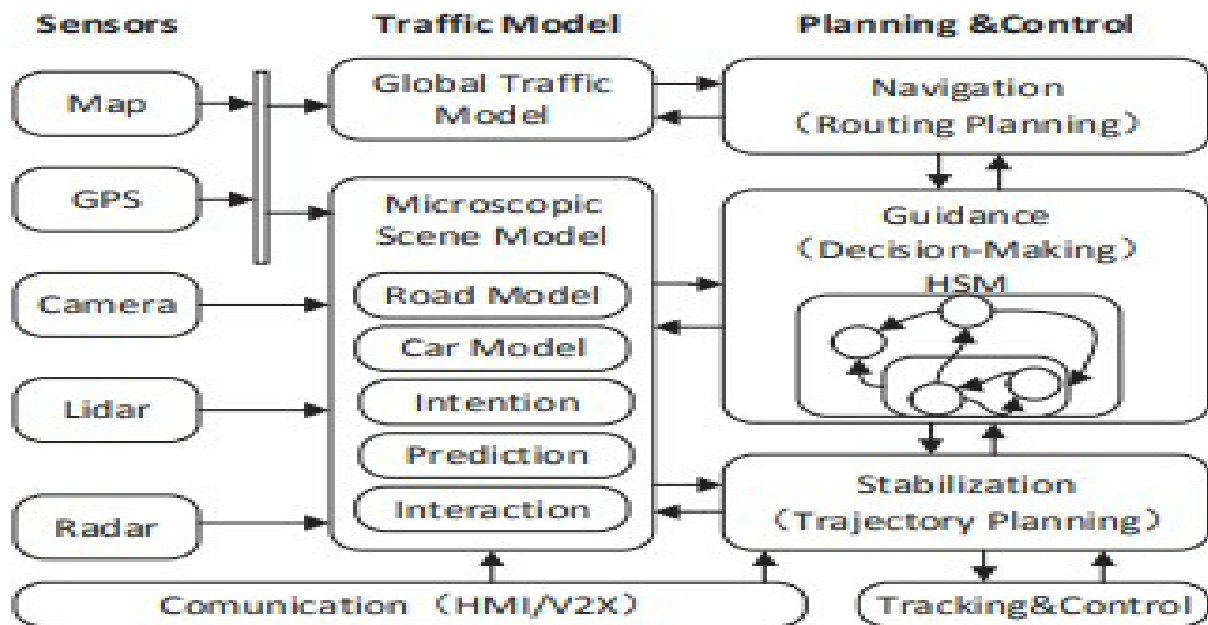 Sensors
Traffic Model
Planning &Control
Map
GPS
Camera
Lidar
Radar
Global Traffic
Model
Microscopic
Scene Model
Road Model
Car Model
Intention
Prediction
Interaction
Navigation
(Routing Planning)
Guidance
(Decision-Making)
HSM
Stabilization
(Trajectory Planning)
Comunication (HMI/V2X)
Tracking&Control